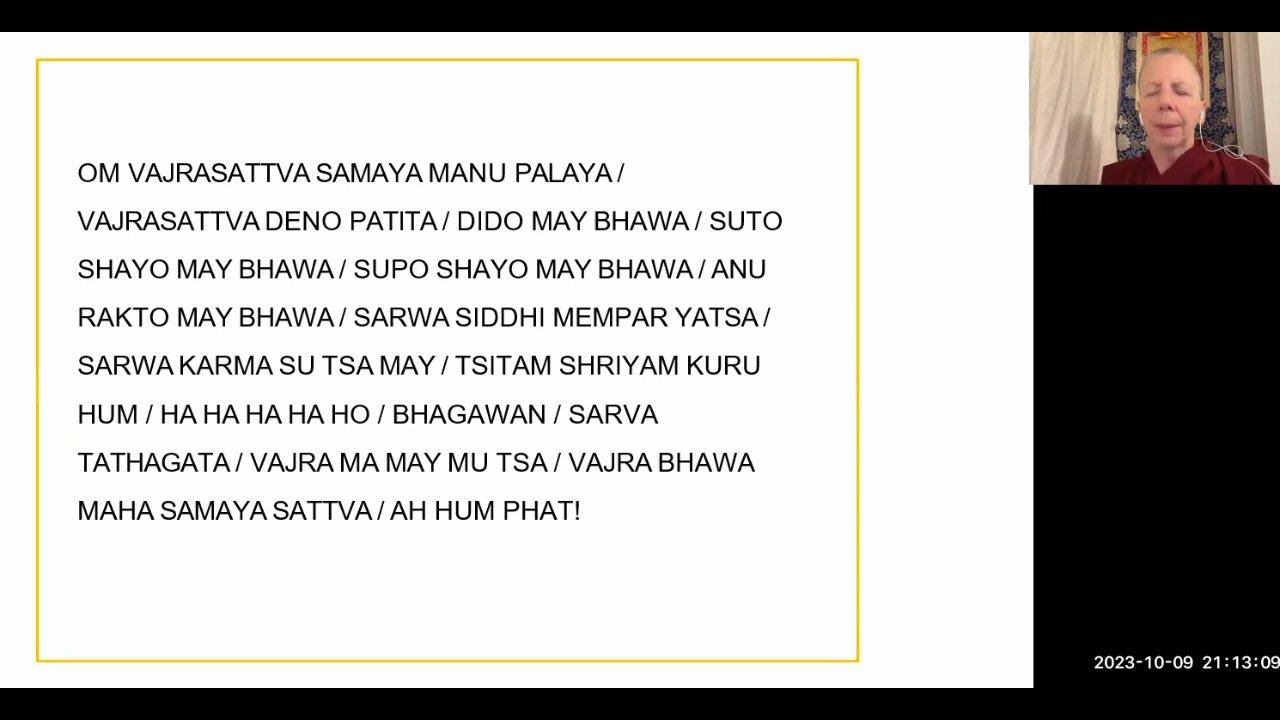 OM VAJRASATTVA SAMAYA MANU PALAYA /
VAJRASATTVA DENO PATITA / DIDO MAY BHAWA / SUTO
SHAYO MAY BHAWA / SUPO SHAYO MAY BHAWA / ANU
RAKTO MAY BHAWA / SARWA SIDDHI MEMPAR YATSA /
SARWA KARMA SU TSA MAY / TSITAM SHRIYAM KURU
HUM / HA HA HA HA HO / BHAGAWAN / SARVA
TATHAGATA / VAJRA MA MAY MU TSA / VAJRA BHAWA
MAHA SAMAYA SATTVA / AH HUM PHAT!
2023-10-09 21:13:09